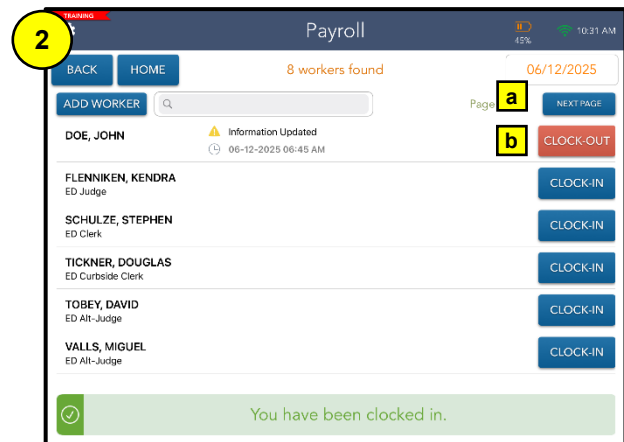 TRAINING
2
Payroll
45%
10:31 AM
BACK
HOME
8 workers found
06/12/2025
ADD WORKER
Page
a
NEXT PAGE
DOE, JOHN
Information Updated
06-12-2025 06:45 AM
b
CLOCK-OUT
FLENNIKEN, KENDRA
ED Judge
CLOCK-IN
SCHULZE, STEPHEN
ED Clerk
CLOCK-IN
TICKNER, DOUGLAS
ED Curbside Clerk
CLOCK-IN
TOBEY, DAVID
ED Alt-Judge
CLOCK-IN
VALLS, MIGUEL
ED Alt-Judge
CLOCK-IN
You have been clocked in.